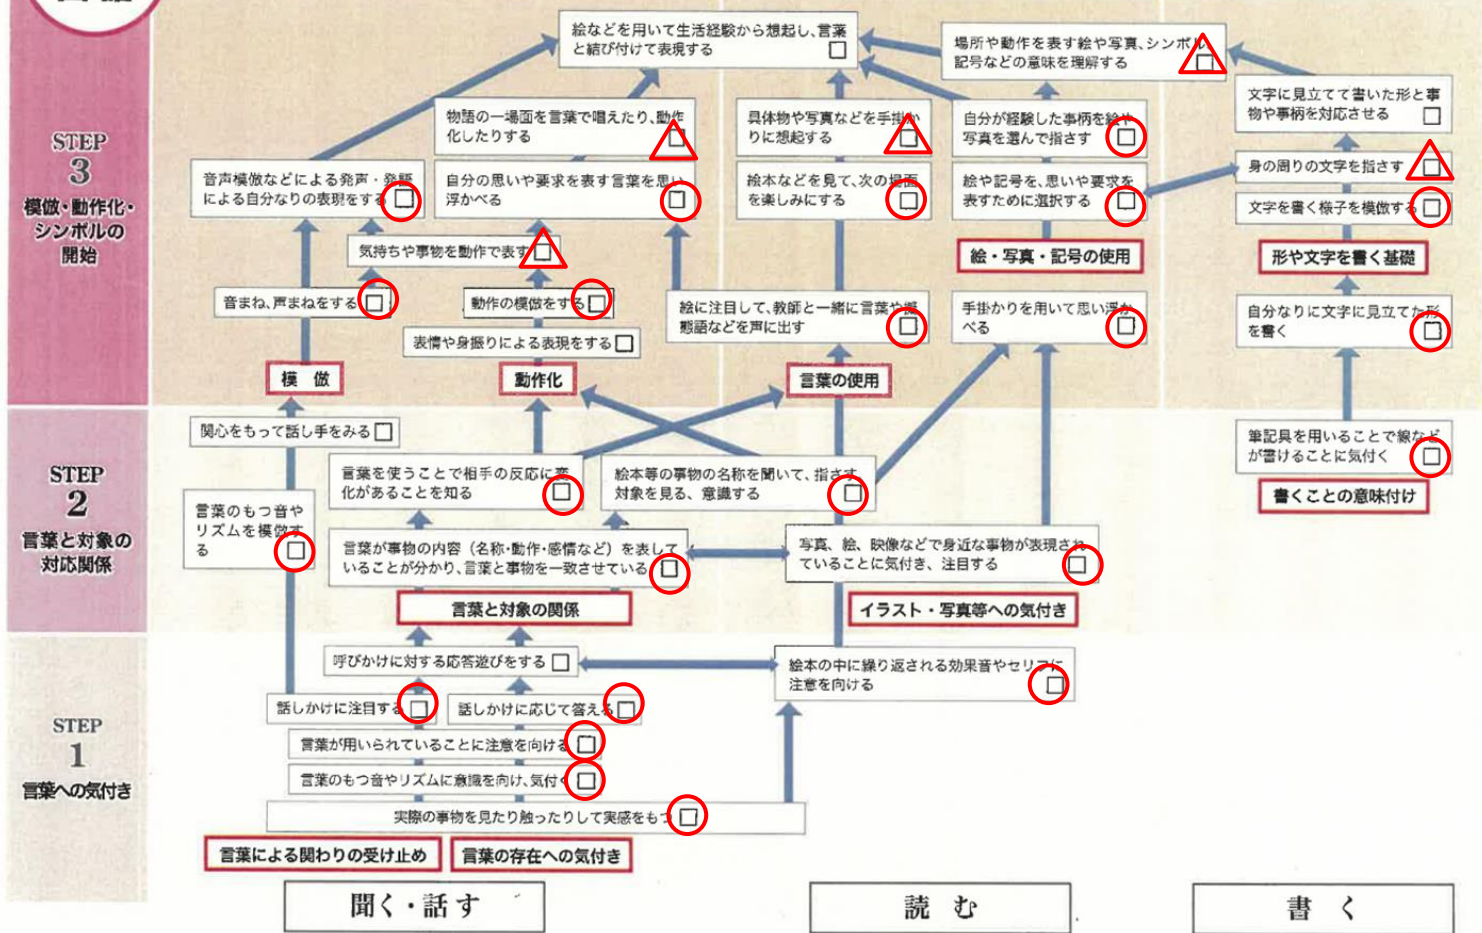 絵などを用いて生活経験から想起し、言葉
と結び付けて表現する
場所や動作を表す絵や写真、シンボル、
記号などの意味を理解する
文字に見立てて書いた形と事
物や事柄を対応させる
STEP
3
模倣・動作化・
シンボルの
開始
物語の一場面を言葉で唱えたり、動作
化したりする
具体物や写真などを手掛か
りに想起する
自分が経験した事柄を絵や
写真を選んで指さす
身の周りの文字を指さす
音声模倣などによる発声・発語
による自分なりの表現をする
自分の思いや要求を表す言葉を思い
浮かべる
絵本などを見て、次の場面
を楽しみにする
絵や記号を、思いや要求を
表すために選択する
文字を書く様子を模倣する
気持ちや事物を動作で表す
絵・写真・記号の使用
形や文字を書く基礎
音まね、声まねをする
動作の模倣をする
絵に注目して、教師と一緒に言葉や擬
態語などを声に出す
手掛かりを用いて思い浮か
べる
自分なりに文字に見立てた形
を書く
表情や身振りによる表現をする
模 倣
動作化
言葉の使用
STEP
2
言葉と対象の
対応関係
関心をもって話し手をみる
言葉を使うことで相手の反応に変
化があることを知る
絵本等の事物の名称を聞いて、指さす
対象を見る、意識する
筆記具を用いることで線など
が書けることに気付く
書くことの意味付け
言葉のもつ音や
リズムを模倣す
る
言葉が事物の内容（名称・動作・感情など）を表して
いることが分かり、言葉と事物を一致させている
写真、絵、映像などで身近な事物が表現され
ていることに気付き、注目する
言葉と対象の関係
イラスト・写真等への気付き
STEP
1
言葉への気付き
呼びかけに対する応答遊びをする
絵本の中に繰り返される効果音やセリフに
注意を向ける
話しかけに注目する
話しかけに応じて答える
言葉が用いられていることに注意を向ける
言葉のもつ音やリズムに意識を向け、気付く
実際の事物を見たり触ったりして実感をもつ
言葉による関わりの受け止め
言葉の存在への気付き
聞く・話す
読 む
書 く